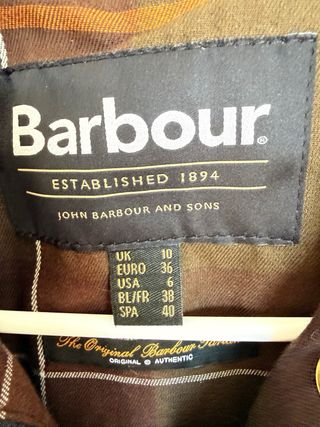 Barbour®
ESTABLISHED 1894
JOHN BARBOUR AND SONS
UK 10
EURO 36
USA 6
BL/FR 38
SPA 40
The Original Barbour Tartan
ORIGINAL © AUTHENTIC